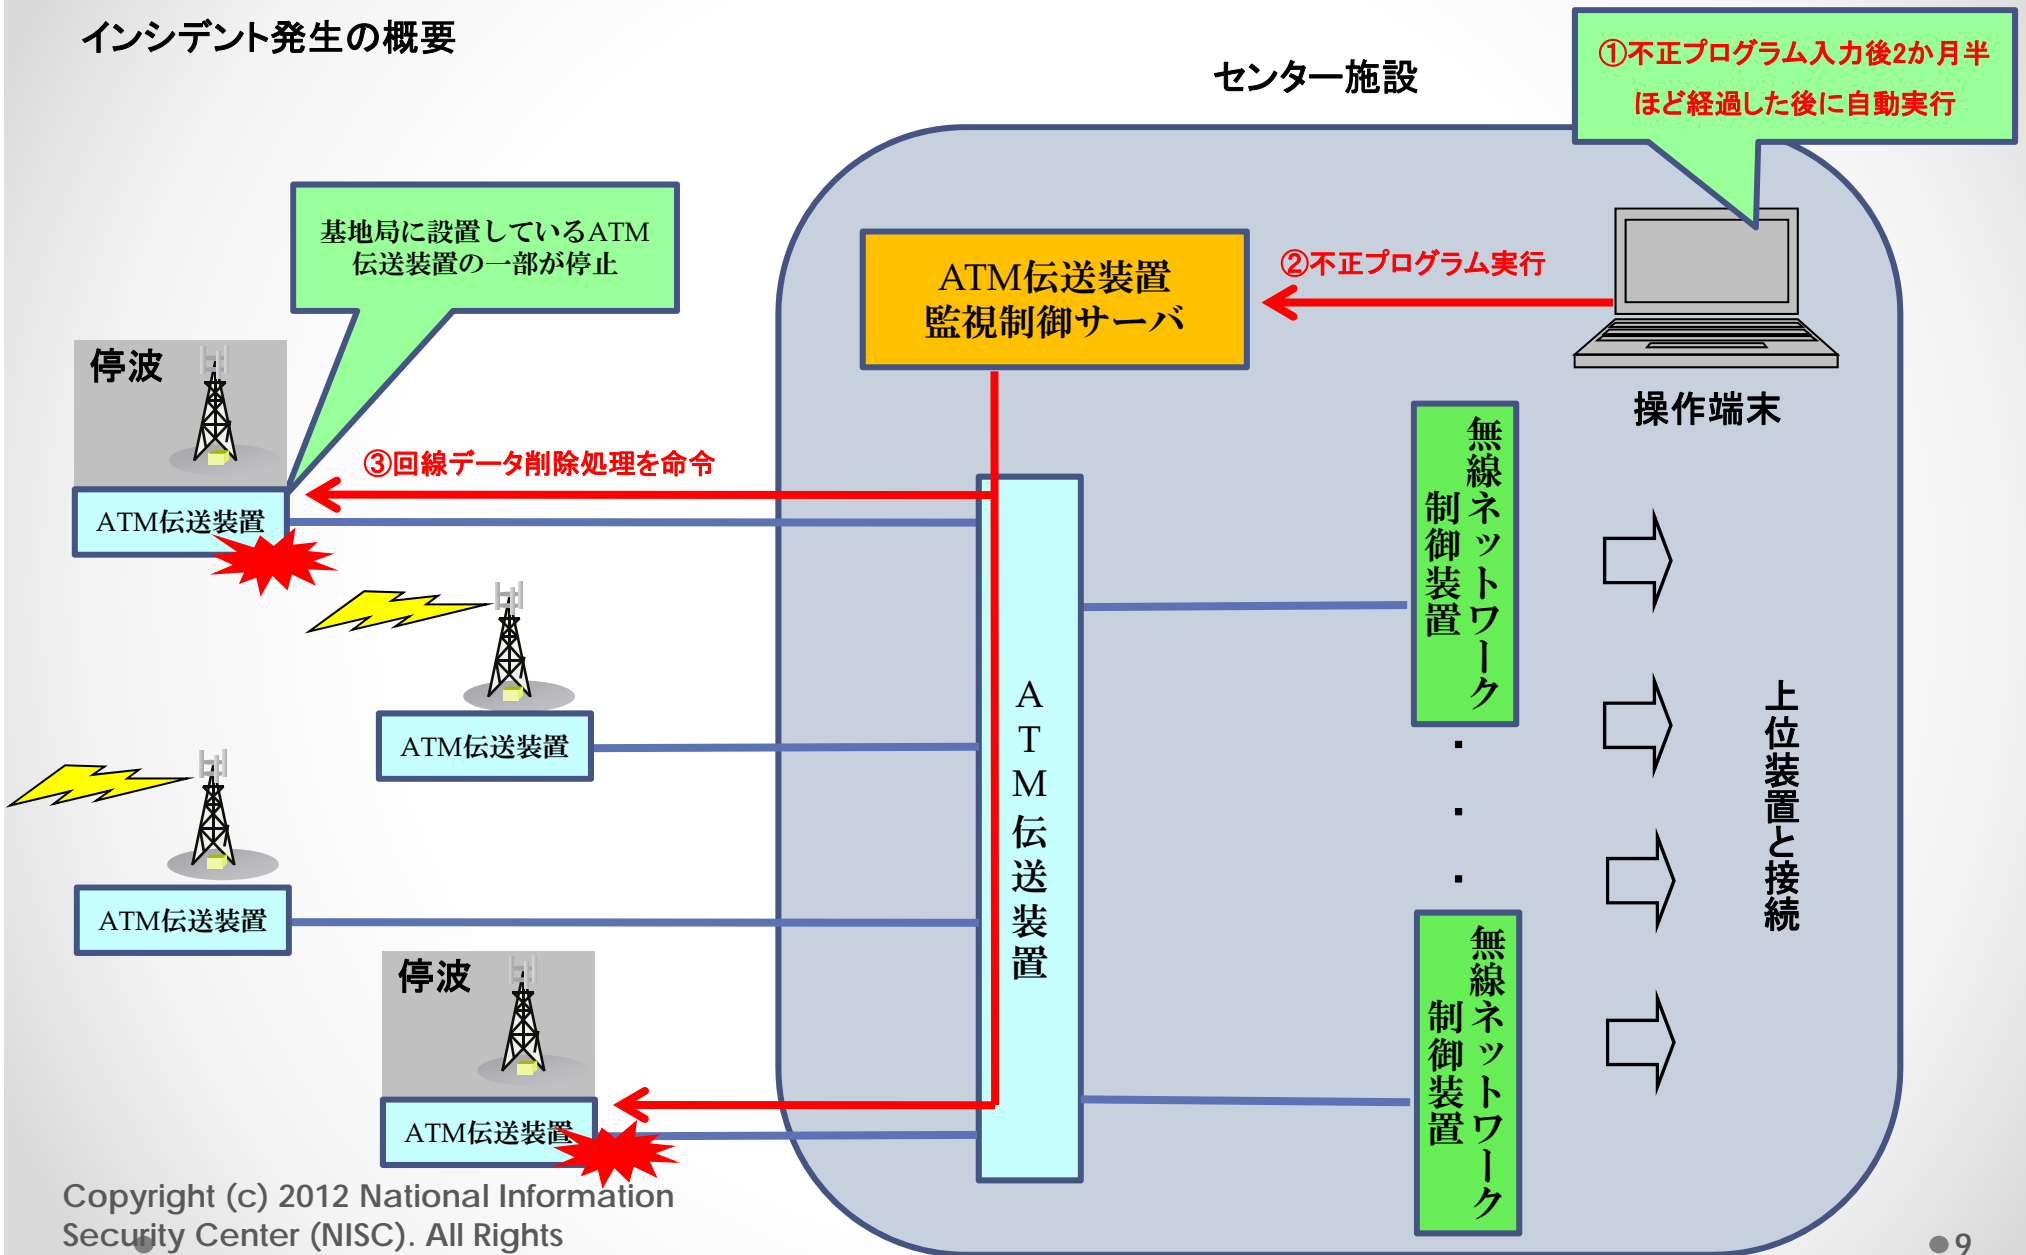 インシデント発生の概要
センター施設
①不正プログラム入力後2か月半
ほど経過した後に自動実行
基地局に設置しているATM
伝送装置の一部が停止
ATM伝送装置
監視制御サーバ
②不正プログラム実行
操作端末
停波
③回線データ削除処理を命令
ATM伝送装置
ATM伝送装置
ATM伝送装置
停波
ATM伝送装置
ATM伝送装置
無線ネットワーク
制御装置
・
・
・
無線ネットワーク
制御装置
上位装置と接続
Copyright (c) 2012 National Information
Security Center (NISC). All Rights
9